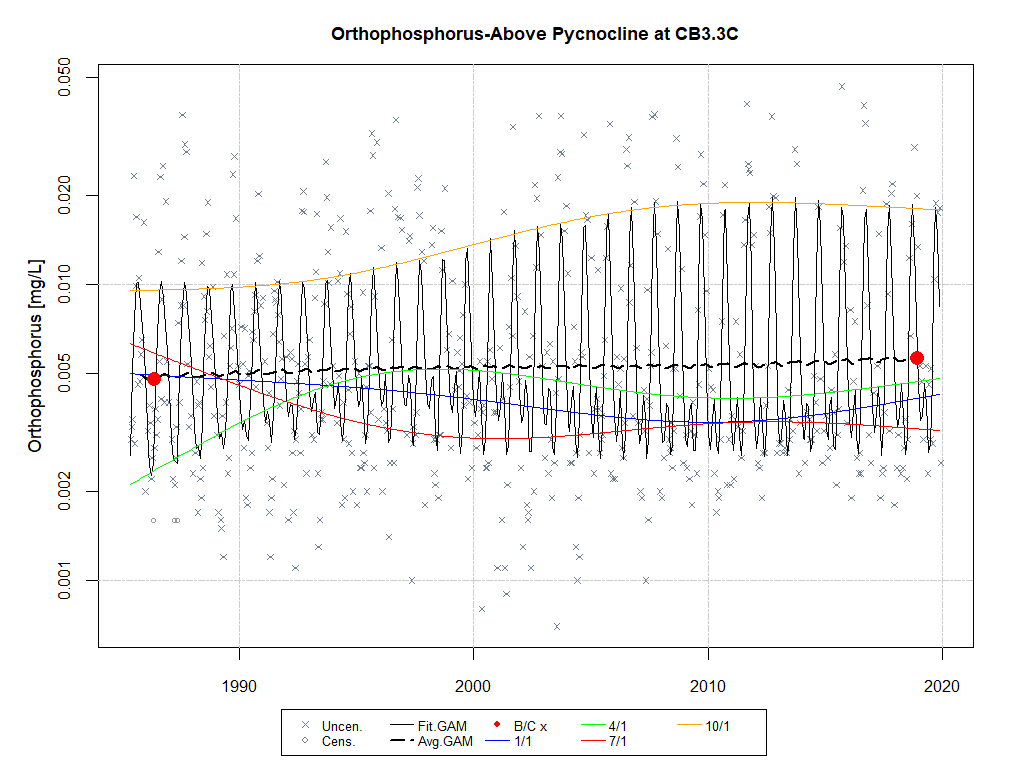 Orthophosphorus-Above Pycnocline at CB3.3C
Orthophosphorus [mg/L]
0.050
0.020
0.010
0.005
0.002
0.001
1990 2000 2010 2020
Uncen. Fit.GAM B/C x 4/1 10/1
Cens. Avg.GAM 1/1 7/1